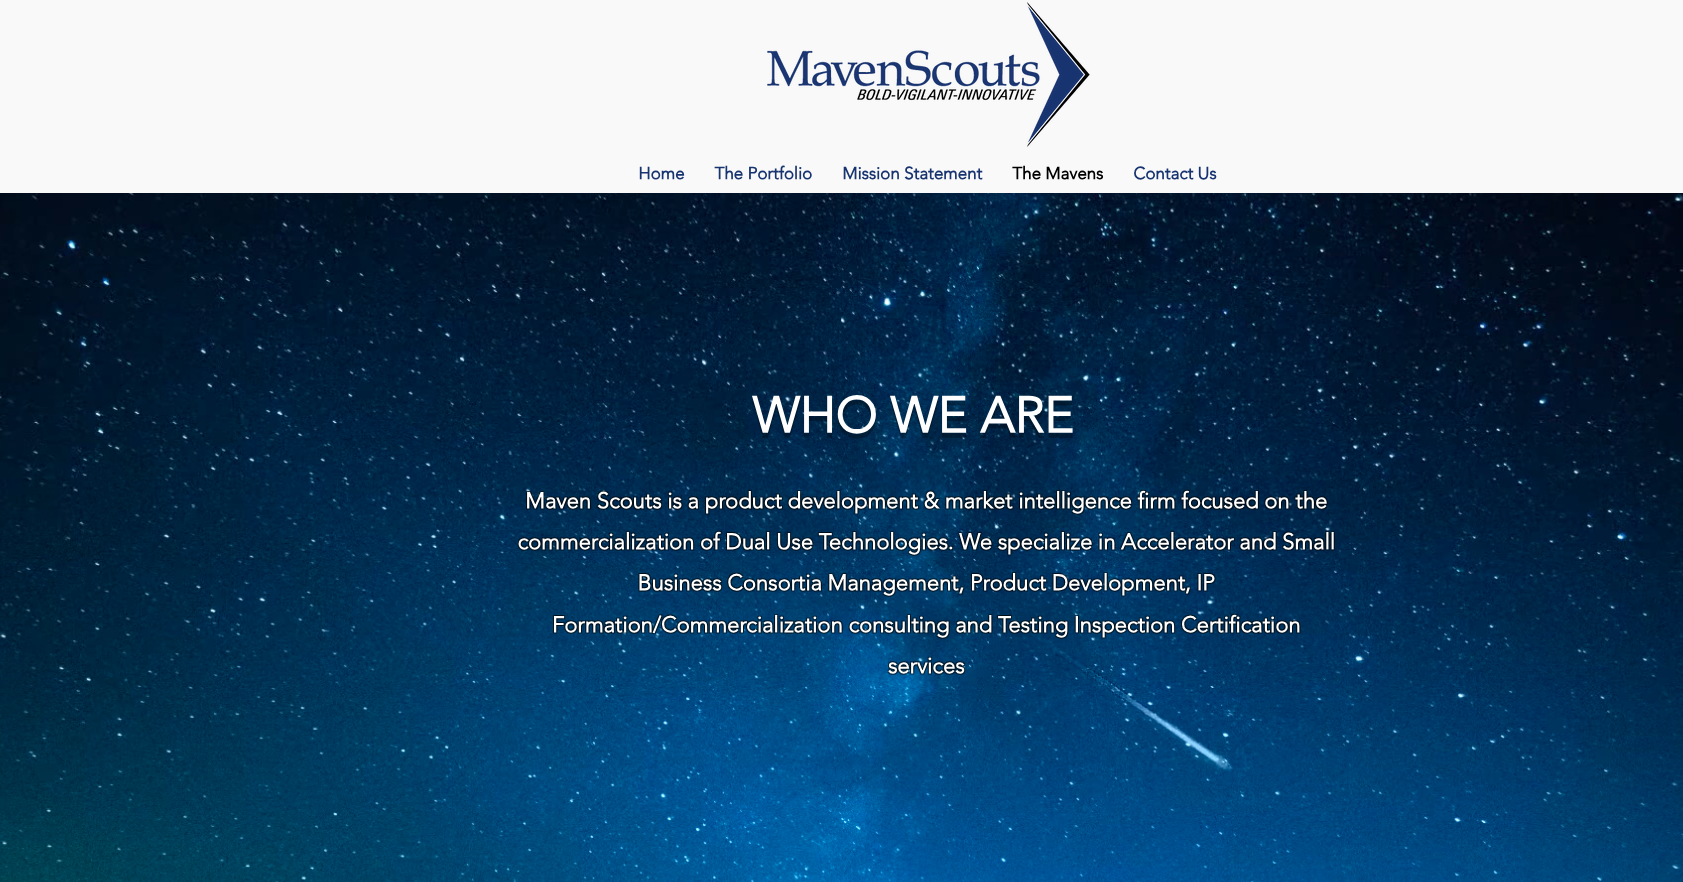 MavenScouts
BOLD-VIGILANT-INNOVATIVE
Home The Portfolio Mission Statement The Mavens Contact Us
WHO WE ARE
Maven Scouts is a product development & market intelligence firm focused on the
commercialization of Dual Use Technologies. We specialize in Accelerator and Small
Business Consortia Management, Product Development, IP
Formation/Commercialization consulting and Testing Inspection Certification
services